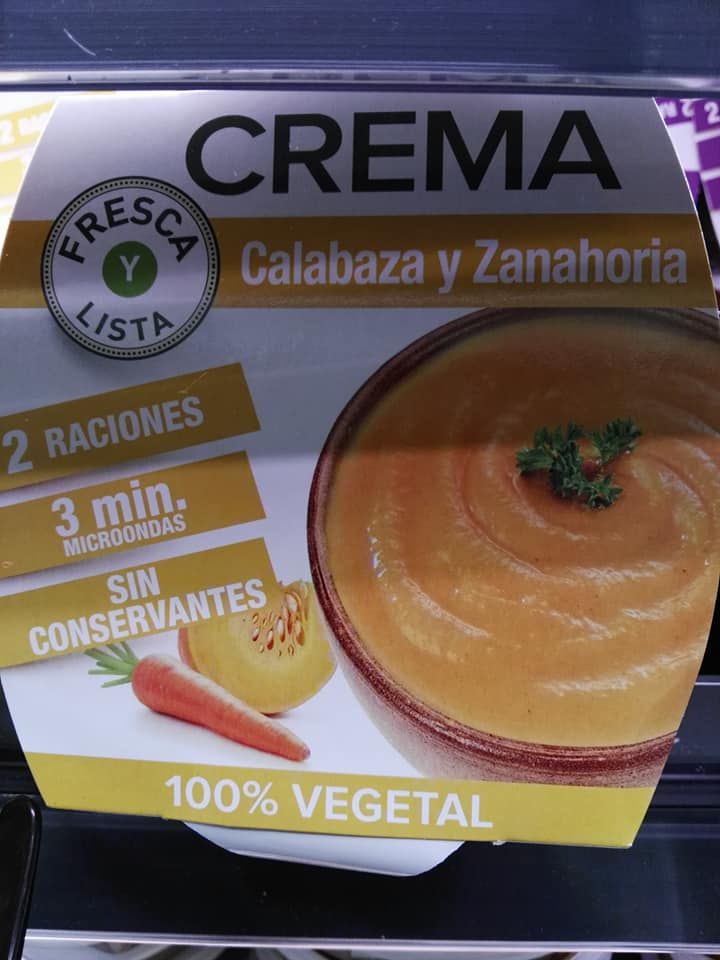 CREMA
FRESCA
Y
LISTA
Calabaza y Zanahoria
2 RACIONES
3 min.
MICROONDAS
SIN
CONSERVANTES
100% VEGETAL